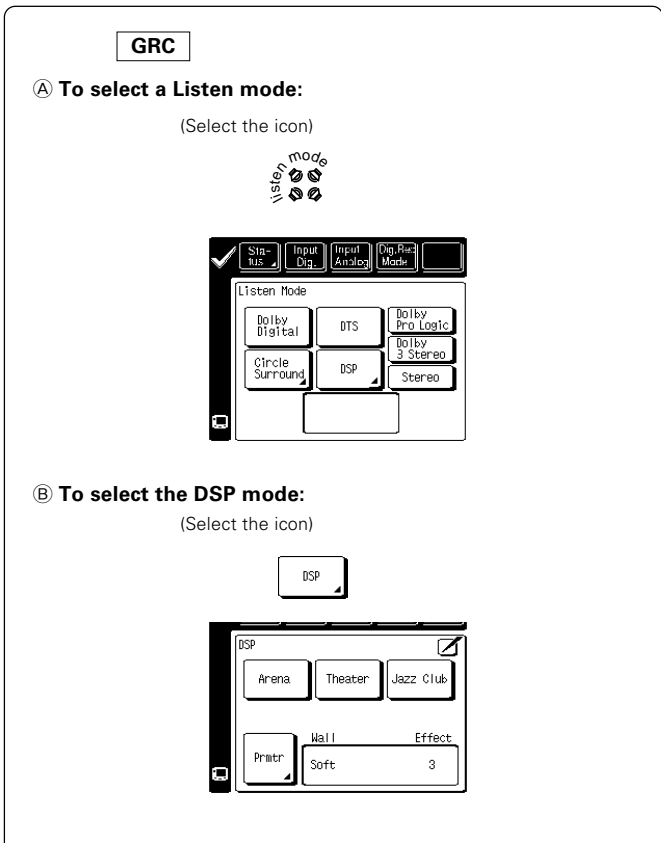 GRC
Ⓐ To select a Listen mode:
(Select the icon)
listen mode
Sta-
tus
Input
Dig.
Input
Analog
Dig.Rec
Mode
Listen Mode
Dolby
Digital
DTS
Dolby
Pro Logic
Dolby
3 Stereo
Circle
Surround
DSP
Stereo
Ⓑ To select the DSP mode:
(Select the icon)
DSP
DSP
Arena
Theater
Jazz Club
Wall Effect
Prmtr
Soft 3